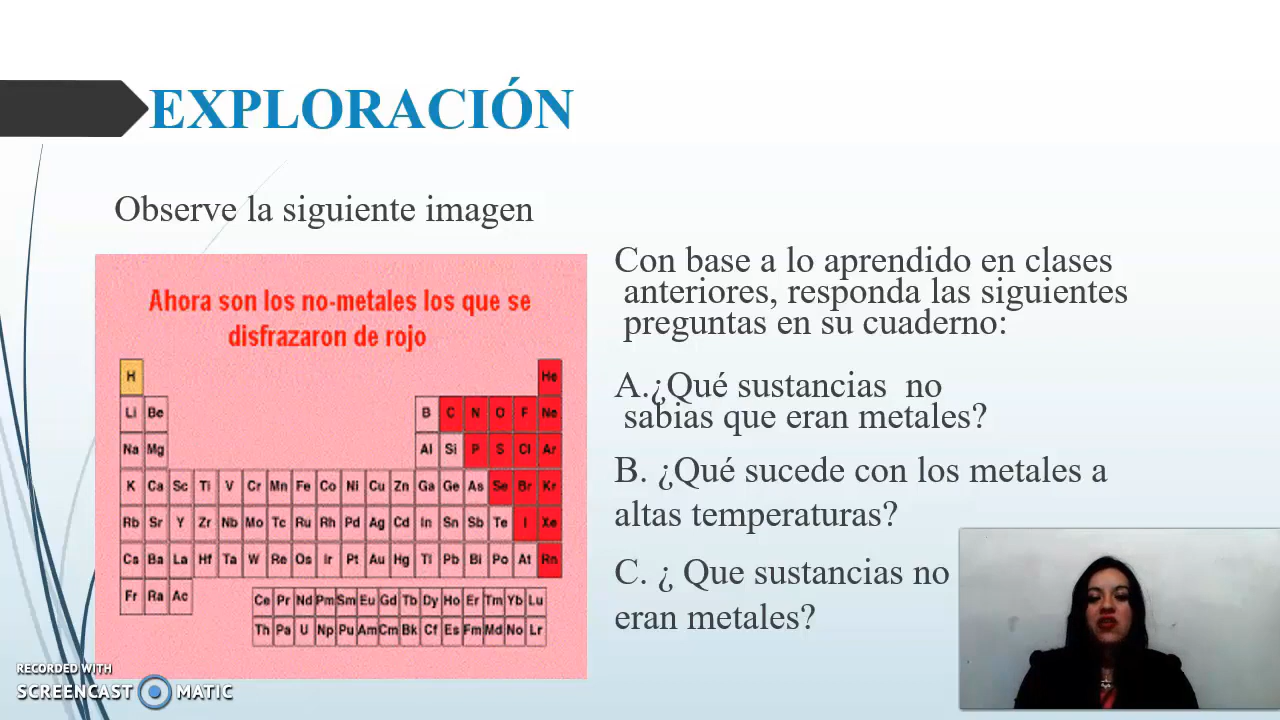 EXPLORACIÓN
Observe la siguiente imagen
Ahora son los no-metales los que se
disfrazaron de rojo
H He
Li Be B C N O F Ne
Na Mg Al Si P S Cl Ar
K Ca Sc Ti V Cr Mn Fe Co Ni Cu Zn Ga Ge As Se Br Kr
Rb Sr Y Zr Nb Mo Tc Ru Rh Pd Ag Cd In Sn Sb Te I Xe
Cs Ba La Hf Ta W Re Os Ir Pt Au Hg Tl Pb Bi Po At Rn
Fr Ra Ac
Ce Pr Nd Pm Sm Eu Gd Tb Dy Ho Er Tm Yb Lu
Th Pa U Np Pu Am Cm Bk Cf Es Fm Md No Lr
Con base a lo aprendido en clases
anteriores, responda las siguientes
preguntas en su cuaderno:
A.¿Qué sustancias no
sabias que eran metales?
B. ¿Qué sucede con los metales a
altas temperaturas?
C. ¿ Que sustancias no
eran metales?
RECORDED WITH
SCREENCAST MATIC